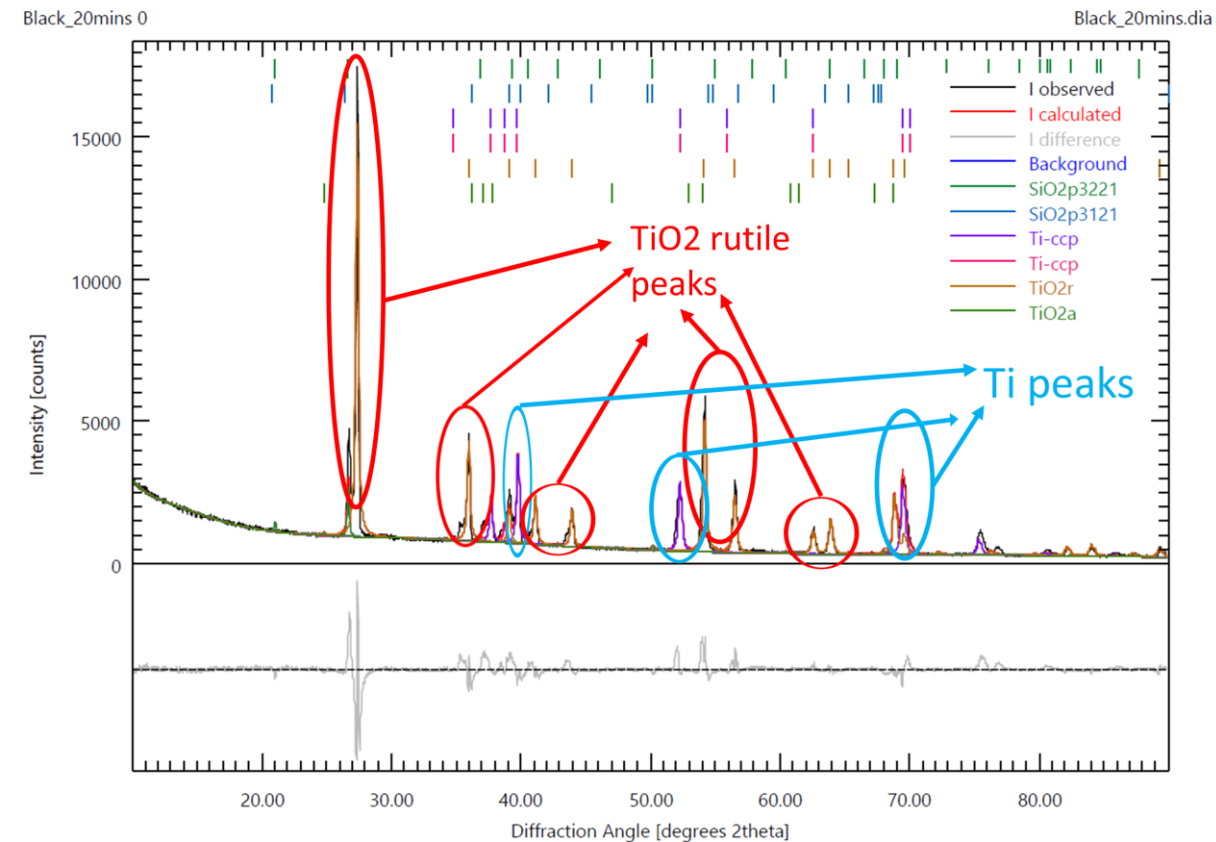 Black_20mins 0
Black_20mins.dia
I observed
I calculated
I difference
Background
SiO2p3221
SiO2p3121
Ti-ccp
Ti-ccp
TiO2r
TiO2a
TiO2 rutile
peaks
Ti peaks
15000
10000
5000
0
Intensity [counts]
20.00 30.00 40.00 50.00 60.00 70.00 80.00
Diffraction Angle [degrees 2theta]